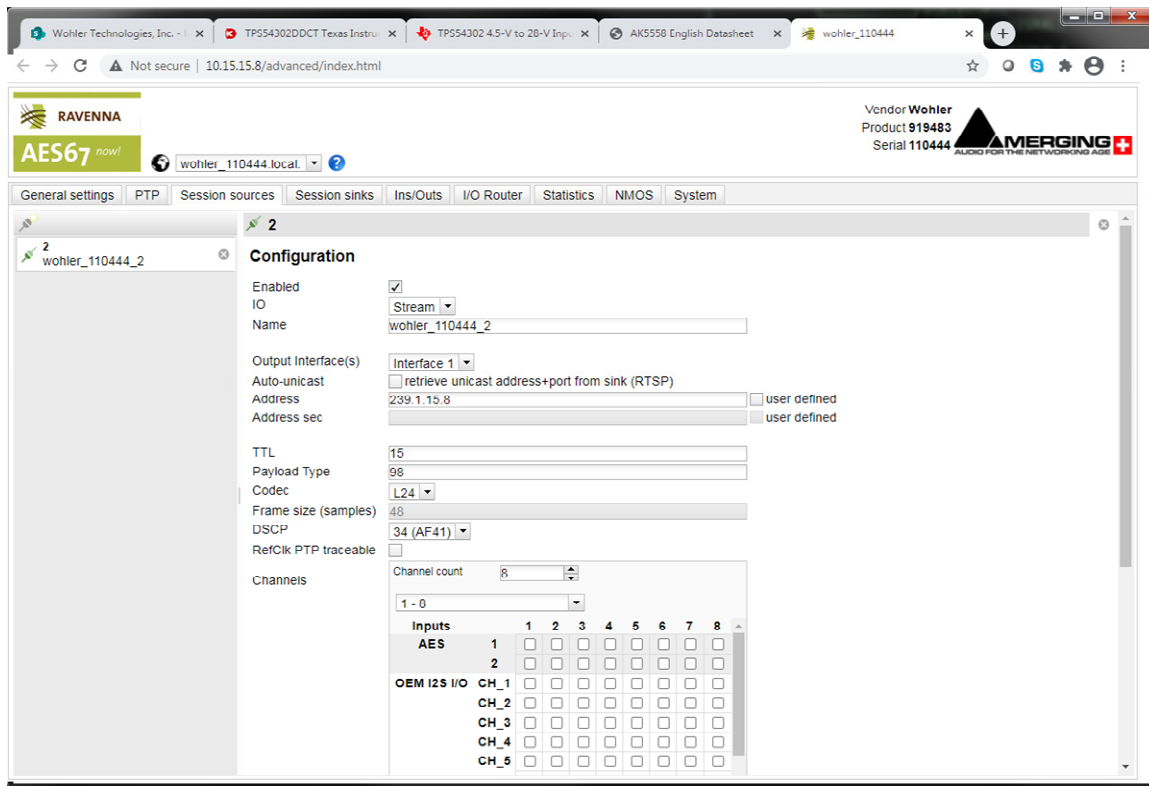 Wohler Technologies, Inc. -
TPS54302DDCT Texas Instru
TPS54302 4.5-V to 28-V Inpu
AK5558 English Datasheet
wohler_110444
Not secure | 10.15.15.8/advanced/index.html
RAVENNA
AES67 now!
wohler_110444.local.
Vendor Wohler
Product 919483
Serial 110444
MERGING
AUDIO FOR THE NETWORKING AGE
General settings PTP Session sources Session sinks Ins/Outs I/O Router Statistics NMOS System
2
wohler_110444_2
2
Configuration
Enabled
IO Stream
Name wohler_110444_2
Output Interface(s) Interface 1
Auto-unicast retrieve unicast address+port from sink (RTSP)
Address 239.1.15.8 user defined
Address sec user defined
TTL 15
Payload Type 98
Codec L24
Frame size (samples) 48
DSCP 34 (AF41)
RefClk PTP traceable
Channels
Channel count 8
1 - 0
Inputs 1 2 3 4 5 6 7 8
AES 1
2
OEM I2S I/O CH_1
CH_2
CH_3
CH_4
CH_5